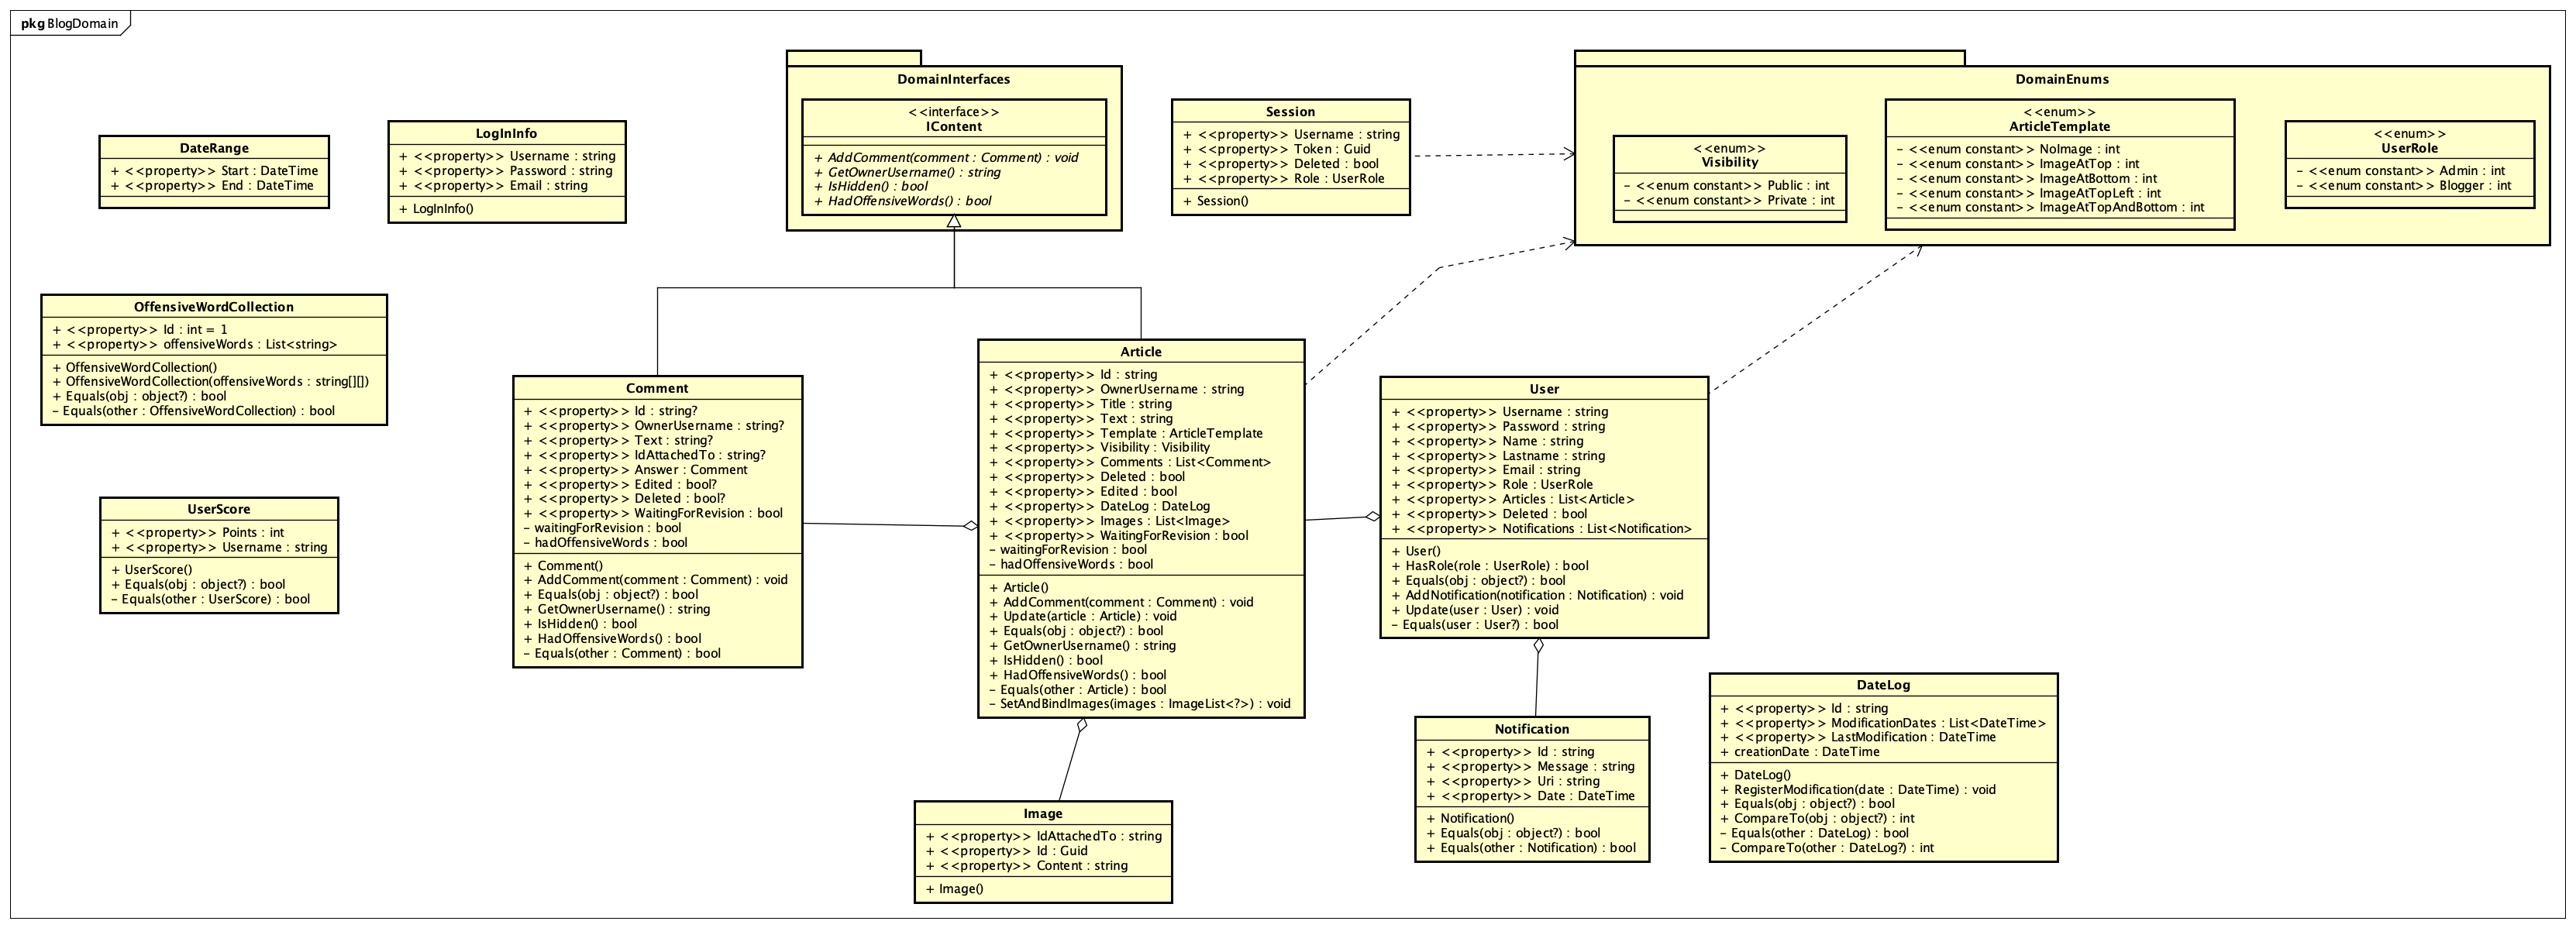 pkg BlogDomain
DomainInterfaces
<<interface>>
IContent
+ AddComment(comment : Comment) : void
+ GetOwnerUsername() : string
+ IsHidden() : bool
+ HadOffensiveWords() : bool
DomainEnums
<<enum>>
Visibility
- <<enum constant>> Public : int
- <<enum constant>> Private : int
<<enum>>
ArticleTemplate
- <<enum constant>> NoImage : int
- <<enum constant>> ImageAtTop : int
- <<enum constant>> ImageAtBottom : int
- <<enum constant>> ImageAtTopLeft : int
- <<enum constant>> ImageAtTopAndBottom : int
<<enum>>
UserRole
- <<enum constant>> Admin : int
- <<enum constant>> Blogger : int
Session
+ <<property>> Username : string
+ <<property>> Token : Guid
+ <<property>> Deleted : bool
+ <<property>> Role : UserRole
+ Session()
DateRange
+ <<property>> Start : DateTime
+ <<property>> End : DateTime
LogInInfo
+ <<property>> Username : string
+ <<property>> Password : string
+ <<property>> Email : string
+ LogInInfo()
OffensiveWordCollection
+ <<property>> Id : int = 1
+ <<property>> offensiveWords : List<string>
+ OffensiveWordCollection()
+ OffensiveWordCollection(offensiveWords : string[][])
+ Equals(obj : object?) : bool
- Equals(other : OffensiveWordCollection) : bool
UserScore
+ <<property>> Points : int
+ <<property>> Username : string
+ UserScore()
+ Equals(obj : object?) : bool
- Equals(other : UserScore) : bool
Comment
+ <<property>> Id : string?
+ <<property>> OwnerUsername : string?
+ <<property>> Text : string?
+ <<property>> IdAttachedTo : string?
+ <<property>> Answer : Comment
+ <<property>> Edited : bool?
+ <<property>> Deleted : bool?
+ <<property>> WaitingForRevision : bool
- waitingForRevision : bool
- hadOffensiveWords : bool
+ Comment()
+ AddComment(comment : Comment) : void
+ Equals(obj : object?) : bool
+ GetOwnerUsername() : string
+ IsHidden() : bool
+ HadOffensiveWords() : bool
- Equals(other : Comment) : bool
Article
+ <<property>> Id : string
+ <<property>> OwnerUsername : string
+ <<property>> Title : string
+ <<property>> Text : string
+ <<property>> Template : ArticleTemplate
+ <<property>> Visibility : Visibility
+ <<property>> Comments : List<Comment>
+ <<property>> Deleted : bool
+ <<property>> Edited : bool
+ <<property>> DateLog : DateLog
+ <<property>> Images : List<Image>
+ <<property>> WaitingForRevision : bool
- waitingForRevision : bool
- hadOffensiveWords : bool
+ Article()
+ AddComment(comment : Comment) : void
+ Update(article : Article) : void
+ Equals(obj : object?) : bool
+ GetOwnerUsername() : string
+ IsHidden() : bool
+ HadOffensiveWords() : bool
- Equals(other : Article) : bool
- SetAndBindImages(images : ImageList<?>) : void
User
+ <<property>> Username : string
+ <<property>> Password : string
+ <<property>> Name : string
+ <<property>> Lastname : string
+ <<property>> Email : string
+ <<property>> Role : UserRole
+ <<property>> Articles : List<Article>
+ <<property>> Deleted : bool
+ <<property>> Notifications : List<Notification>
+ User()
+ HasRole(role : UserRole) : bool
+ Equals(obj : object?) : bool
+ AddNotification(notification : Notification) : void
+ Update(user : User) : void
- Equals(user : User?) : bool
Image
+ <<property>> IdAttachedTo : string
+ <<property>> Id : Guid
+ <<property>> Content : string
+ Image()
Notification
+ <<property>> Id : string
+ <<property>> Message : string
+ <<property>> Uri : string
+ <<property>> Date : DateTime
+ Notification()
+ Equals(obj : object?) : bool
+ Equals(other : Notification) : bool
DateLog
+ <<property>> Id : string
+ <<property>> ModificationDates : List<DateTime>
+ <<property>> LastModification : DateTime
+ creationDate : DateTime
+ DateLog()
+ RegisterModification(date : DateTime) : void
+ Equals(obj : object?) : bool
+ CompareTo(obj : object?) : int
- Equals(other : DateLog) : bool
- CompareTo(other : DateLog?) : int